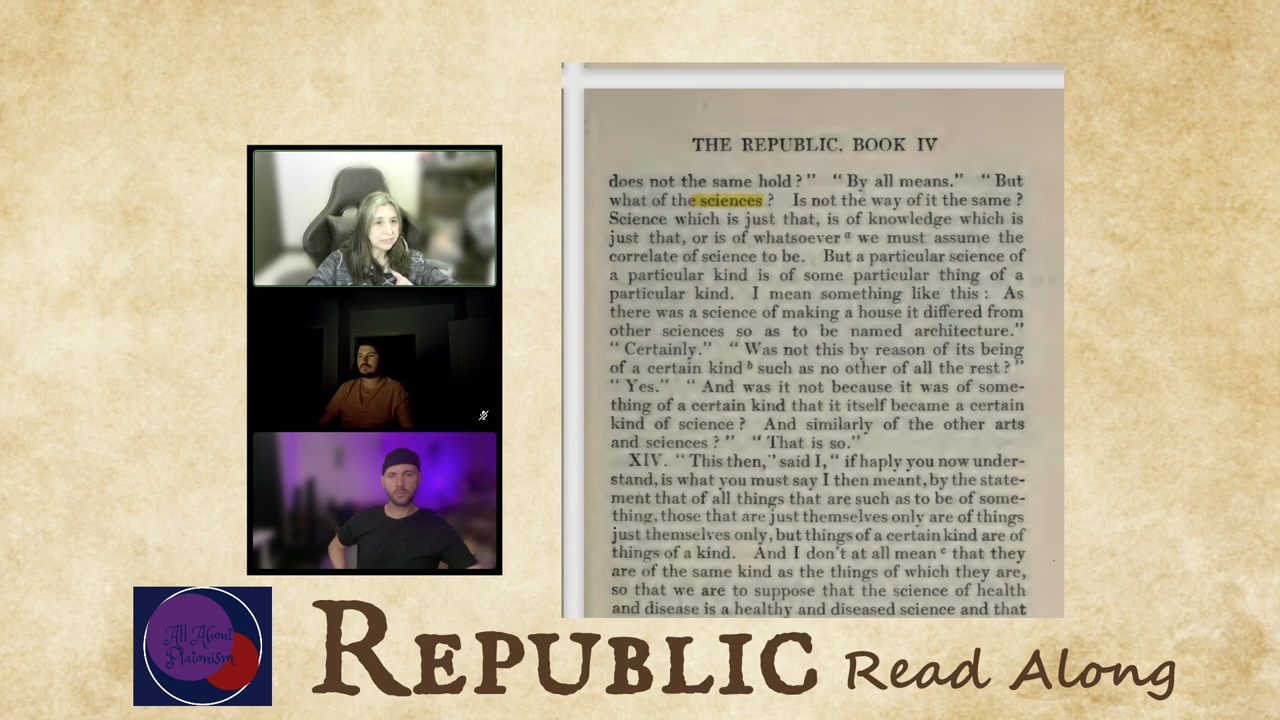 THE REPUBLIC, BOOK IV
does not the same hold?” “By all means.” “But
what of the sciences? Is not the way of it the same?
Science which is just that, is of knowledge which is
just that, or is of whatsoever a we must assume the
correlate of science to be. But a particular science of
a particular kind is of some particular thing of a
particular kind. I mean something like this: As
there was a science of making a house it differed from
other sciences so as to be named architecture.”
“Certainly.” “Was not this by reason of its being
of a certain kind b such as no other of all the rest?”
“Yes.” “And was it not because it was of some-
thing of a certain kind that it itself became a certain
kind of science? And similarly of the other arts
and sciences?” “That is so.”
XIV. “This then,” said I, “if haply you now under-
stand, is what you must say I then meant, by the state-
ment that of all things that are such as to be of some-
thing, those that are just themselves only are of things
just themselves only, but things of a certain kind are of
things of a kind. And I don't at all mean c that they
are of the same kind as the things of which they are,
so that we are to suppose that the science of health
and disease is a healthy and diseased science and that
All About
Platonism
REPUBLIC Read Along